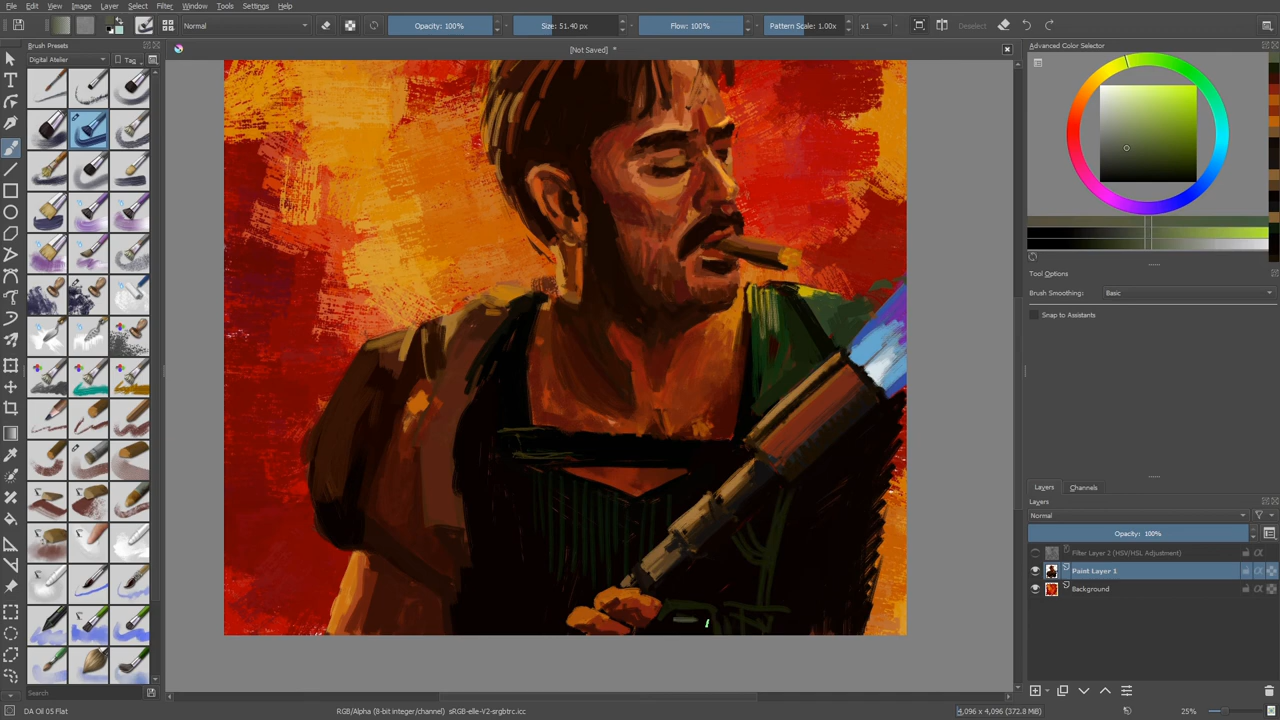 File Edit View Image Layer Select Filter Tools Settings Help
Normal Opacity: 100% Size: 51.40 px Flow: 100% Pattern Scale: 1.00x x1 Deselect
Brush Presets
[Not Saved] *
Advanced Color Selector
Digital Atelier Tag
Tool Options
Brush Smoothing: Basic
Snap to Assistants
Layers Channels
Layers
Normal
Opacity: 100%
Filter Layer 2 (HSV/HSL Adjustment)
Paint Layer 1
Background
Search
DA Oil 05 Flat RGB/Alpha (8-bit integer/channel) sRGB-elle-V2-srgbtrc.icc 4,096 x 4,096 (372.8 MiB) 25%